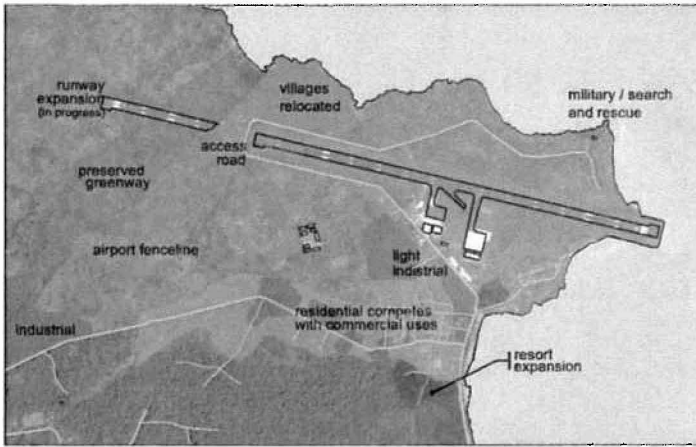 runway
expansion
(in progress)
villages
relocated
military / search
and rescue
access
road
preserved
greenway
airport fenceline
light
indistrial
residential competes
with commercial uses
industrial
resort
expansion